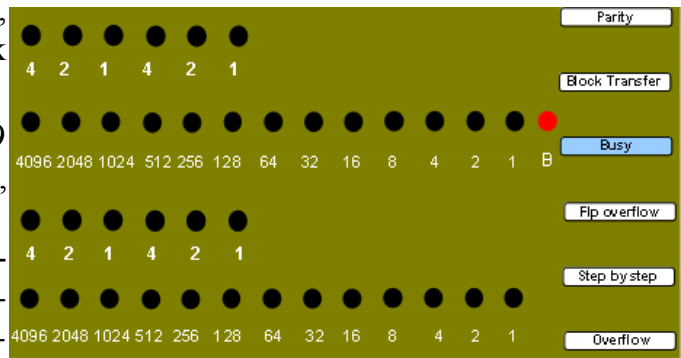 Parity
4 2 1 4 2 1
Block Transfer
4096 2048 1024 512 256 128 64 32 16 8 4 2 1 B
Busy
Flp overflow
4 2 1 4 2 1
Step by step
4096 2048 1024 512 256 128 64 32 16 8 4 2 1
Overflow